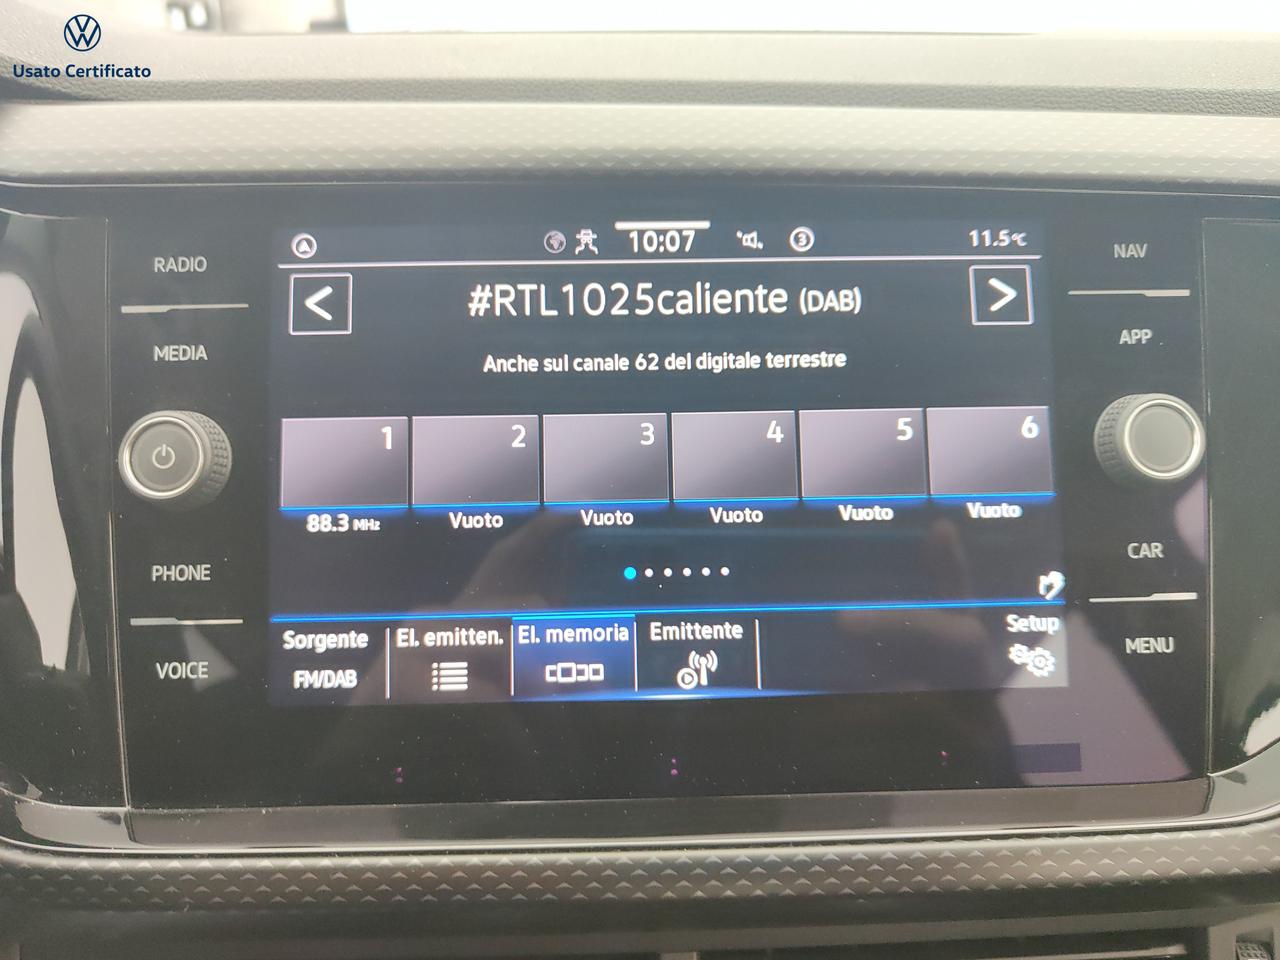 Usato Certificato
RADIO
MEDIA
PHONE
VOICE
10:07
3
11.5°C
#RTL1025caliente (DAB)
Anche sul canale 62 del digitale terrestre
1 2 3 4 5 6
88.3 MHz Vuoto Vuoto Vuoto Vuoto Vuoto
Sorgente El. emitten. El. memoria Emittente Setup
FM/DAB
NAV
APP
CAR
MENU